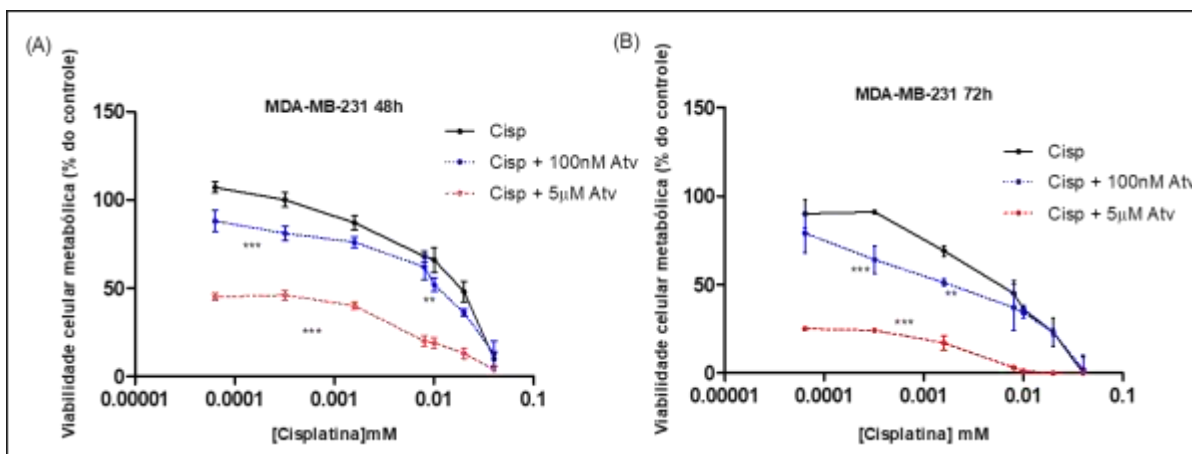 (A)
MDA-MB-231 48h
Viabilidade celular metabólica (% do controle)
150
100
50
0
0.00001 0.0001 0.001 0.01 0.1
[Cisplatina]mM
Cisp
Cisp + 100nM Atv
Cisp + 5µM Atv
***
**
***
(B)
MDA-MB-231 72h
Viabilidade celular metabólica (% do controle)
150
100
50
0
0.00001 0.0001 0.001 0.01 0.1
[Cisplatina] mM
Cisp
Cisp + 100nM Atv
Cisp + 5µM Atv
***
**
***